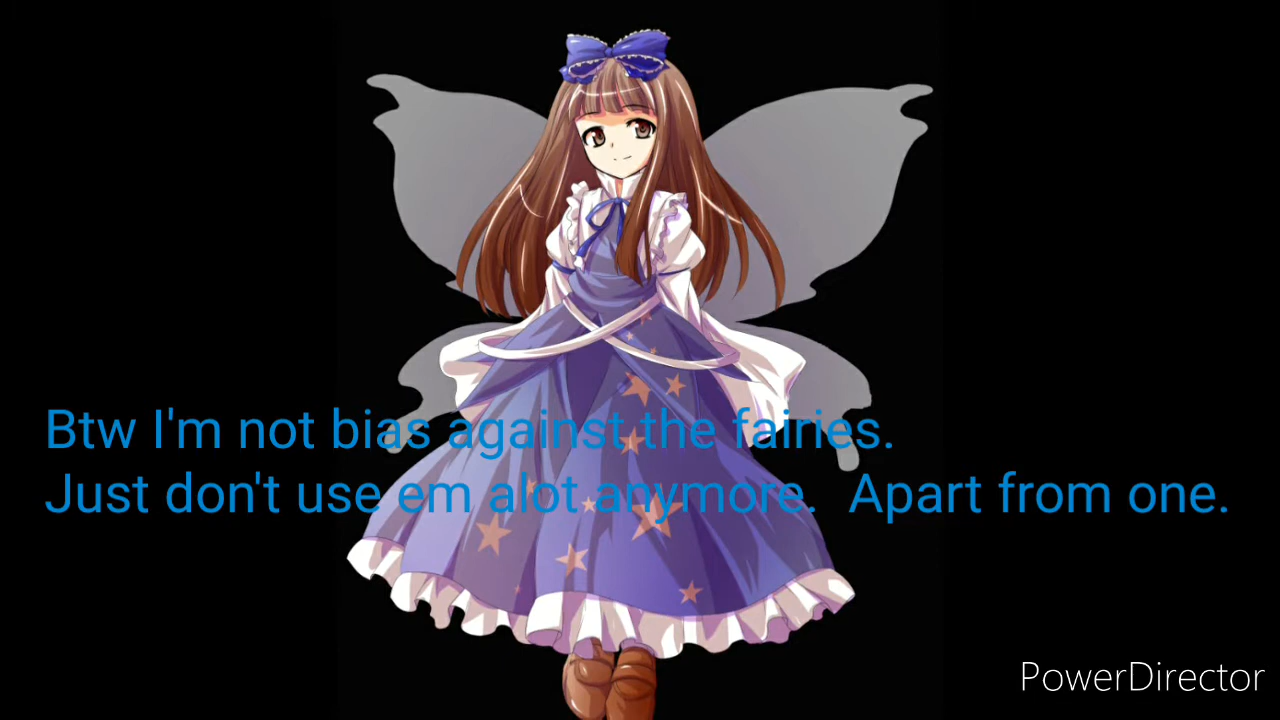 Btw I'm not bias against the fairies.
Just don't use em alot anymore.  Apart from one.
PowerDirector